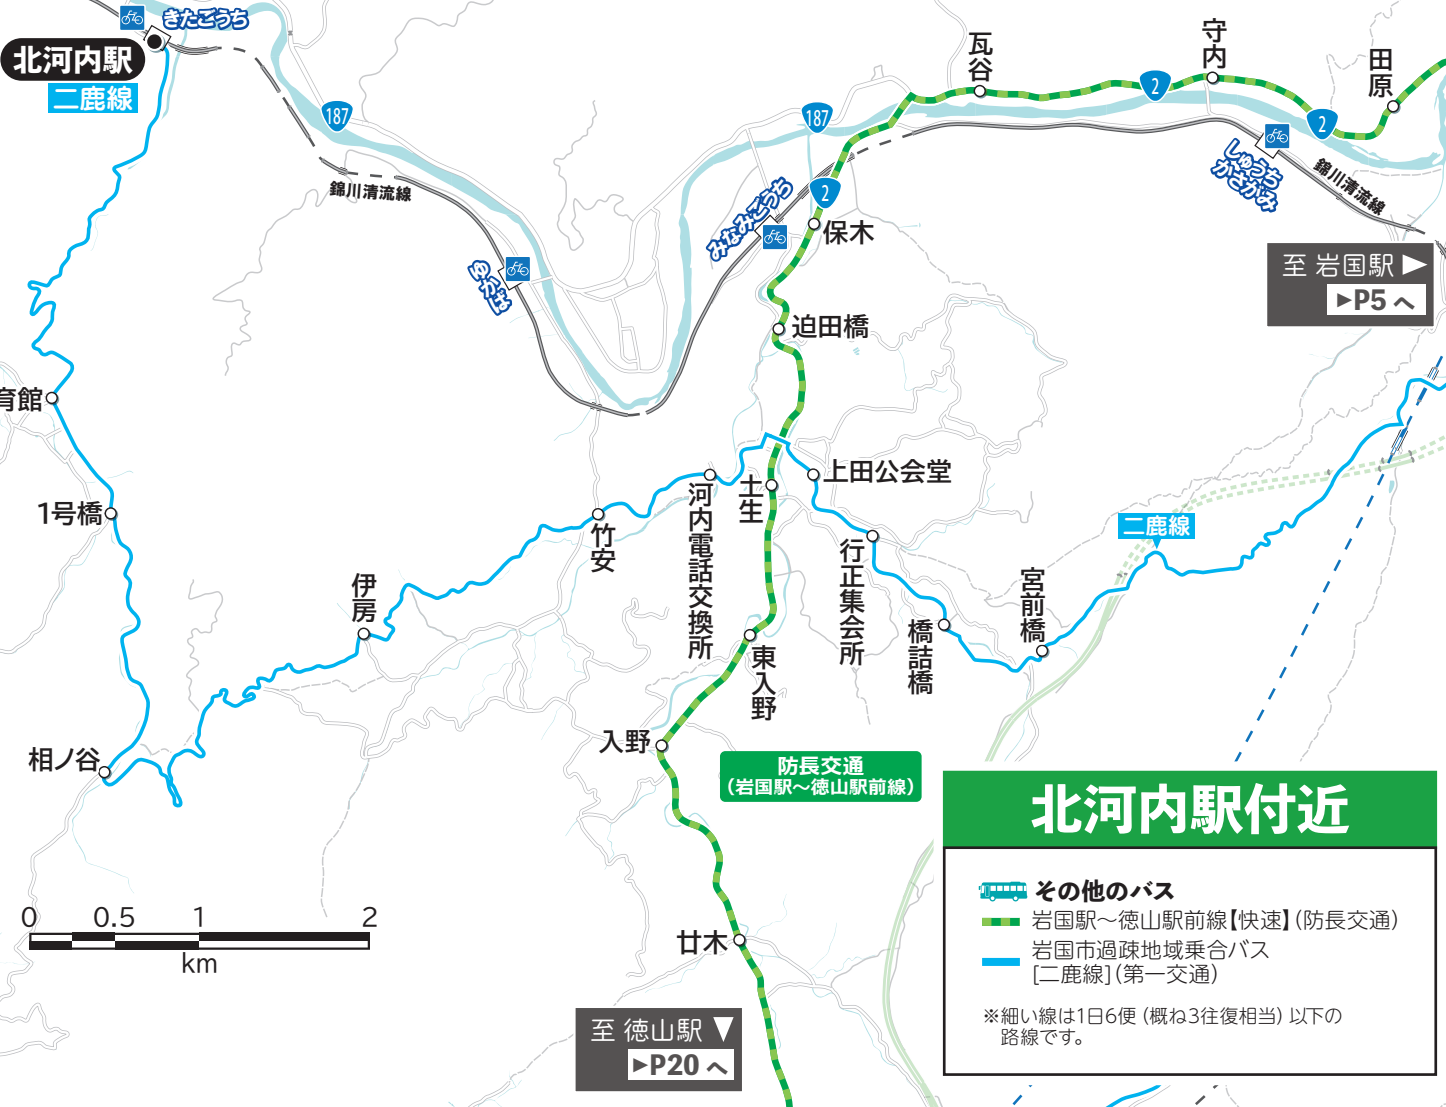 きたごうち
北河内駅
二鹿線
187
錦川清流線
ゆかば
みなみごうち
187
2
保木
瓦谷
2
守内
田原
2
しゅうち
かさがみ
錦川清流線
至 岩国駅 ▶
▶P5 へ
迫田橋
育館
1号橋
上田公会堂
土生
河内電話交換所
竹安
伊房
行正集会所
橋詰橋
宮前橋
二鹿線
東入野
入野
相ノ谷
防長交通
(岩国駅〜徳山駅前線)
廿木
至 徳山駅 ▼
▶P20 へ
0 0.5 1 2
km
北河内駅付近
その他のバス
岩国駅〜徳山駅前線【快速】(防長交通)
岩国市過疎地域乗合バス
[二鹿線](第一交通)
※細い線は1日6便(概ね3往復相当)以下の
路線です。